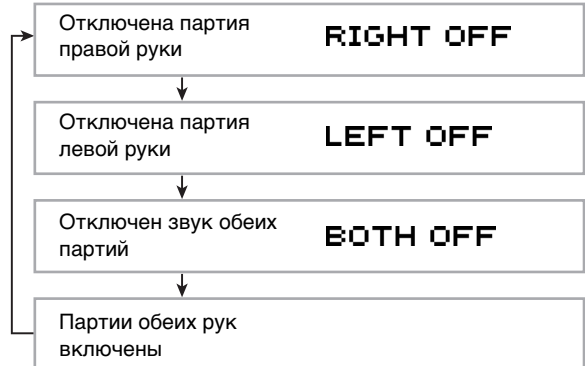 Отключена партия
правой руки
RIGHT OFF
Отключена партия
левой руки
LEFT OFF
Отключен звук обеих
партий
BOTH OFF
Партии обеих рук
включены